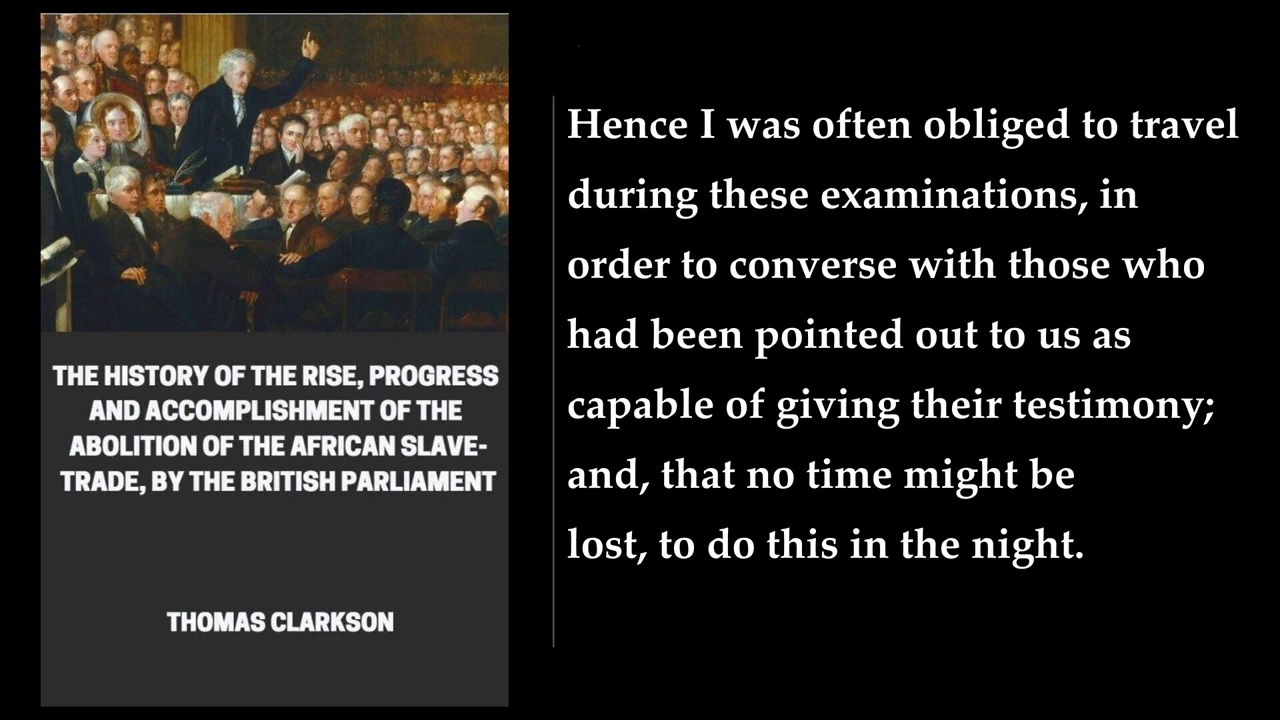 THE HISTORY OF THE RISE, PROGRESS
AND ACCOMPLISHMENT OF THE
ABOLITION OF THE AFRICAN SLAVE-
TRADE, BY THE BRITISH PARLIAMENT
THOMAS CLARKSON
Hence I was often obliged to travel
during these examinations, in
order to converse with those who
had been pointed out to us as
capable of giving their testimony;
and, that no time might be
lost, to do this in the night.